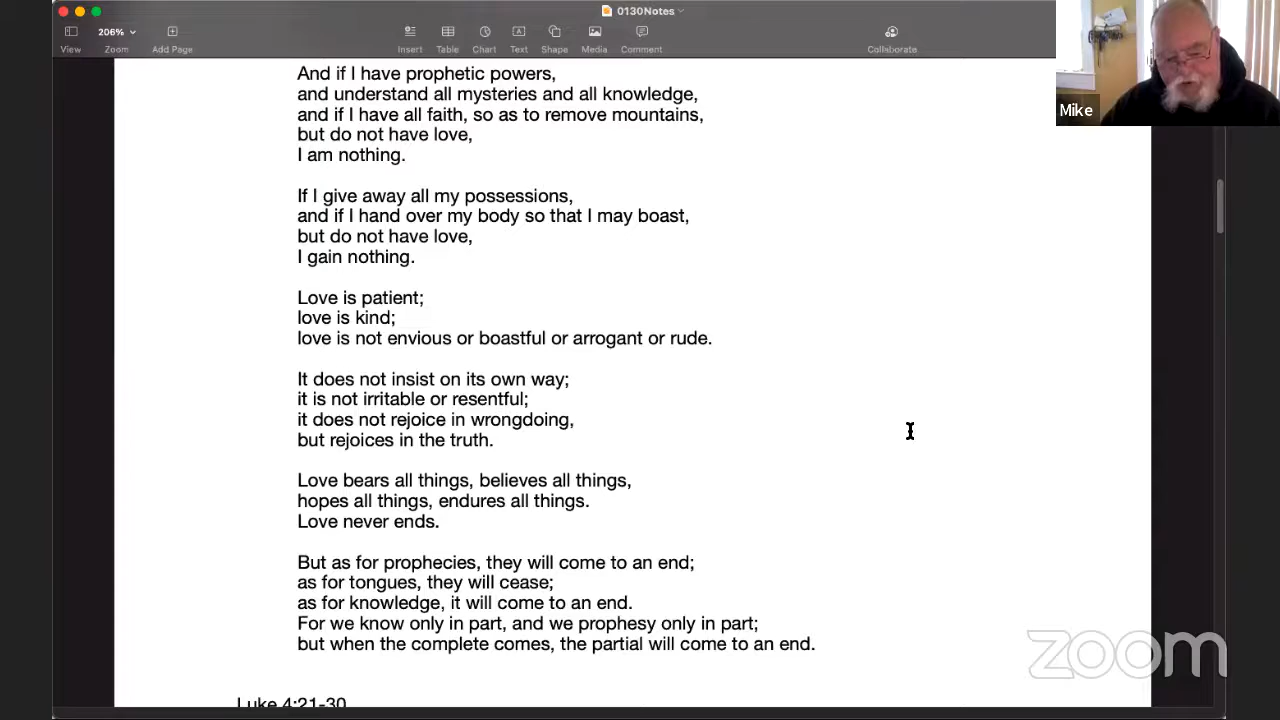 0130Notes
206%
View Zoom Add Page Insert Table Chart Text Shape Media Comment Collaborate
Mike
And if I have prophetic powers,
and understand all mysteries and all knowledge,
and if I have all faith, so as to remove mountains,
but do not have love,
I am nothing.
If I give away all my possessions,
and if I hand over my body so that I may boast,
but do not have love,
I gain nothing.
Love is patient;
love is kind;
love is not envious or boastful or arrogant or rude.
It does not insist on its own way;
it is not irritable or resentful;
it does not rejoice in wrongdoing,
but rejoices in the truth.
Love bears all things, believes all things,
hopes all things, endures all things.
Love never ends.
But as for prophecies, they will come to an end;
as for tongues, they will cease;
as for knowledge, it will come to an end.
For we know only in part, and we prophesy only in part;
but when the complete comes, the partial will come to an end.
Luke 4:21-30
zoom